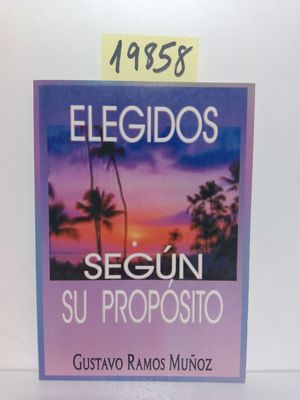 19858
ELEGIDOS
SEGÚN
SU PROPÓSITO
GUSTAVO RAMOS MUÑOZ